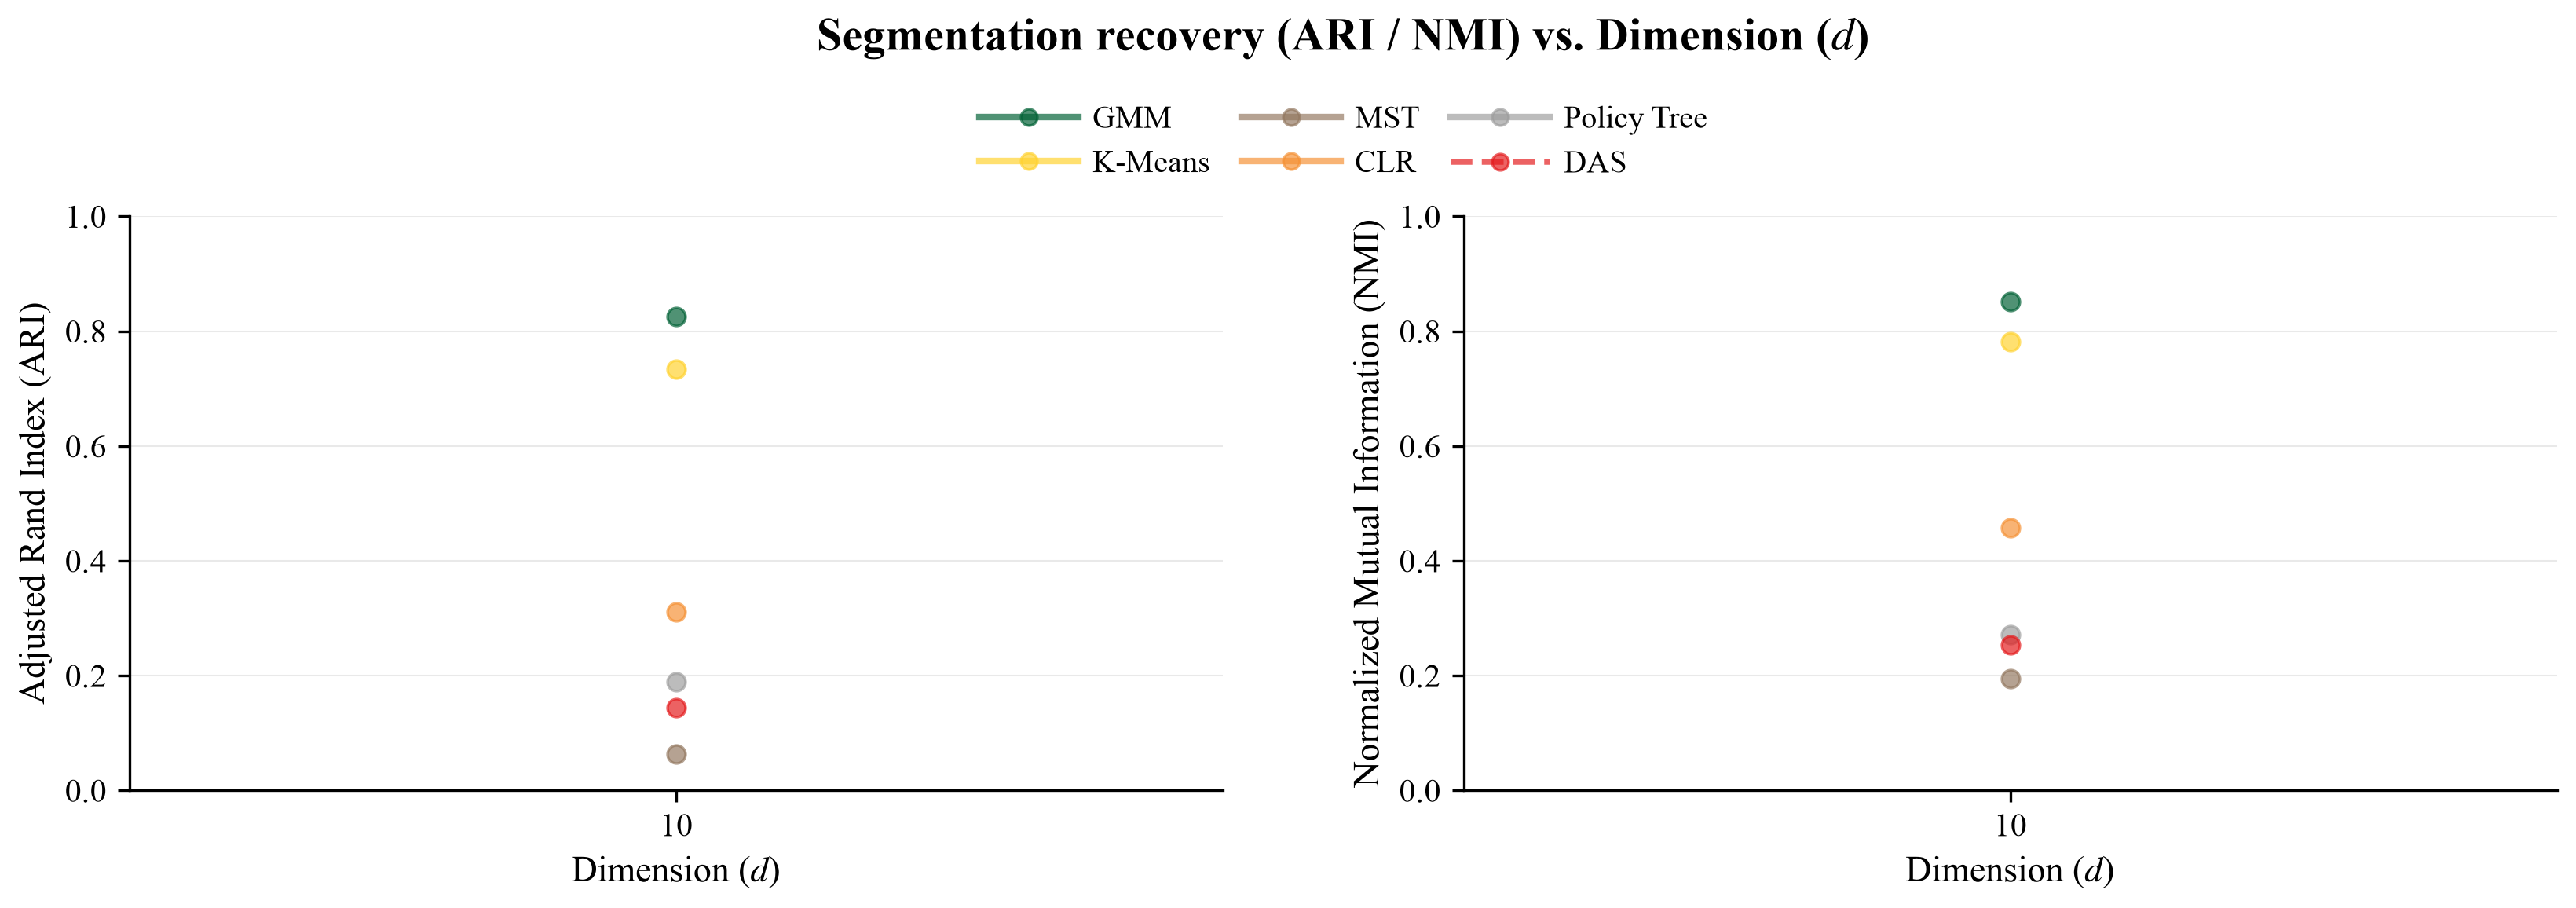 Segmentation recovery (ARI / NMI) vs. Dimension (d)
GMM
MST
Policy Tree
K-Means
CLR
DAS
Adjusted Rand Index (ARI)
1.0
0.8
0.6
0.4
0.2
0.0
10
Dimension (d)
Normalized Mutual Information (NMI)
1.0
0.8
0.6
0.4
0.2
0.0
10
Dimension (d)